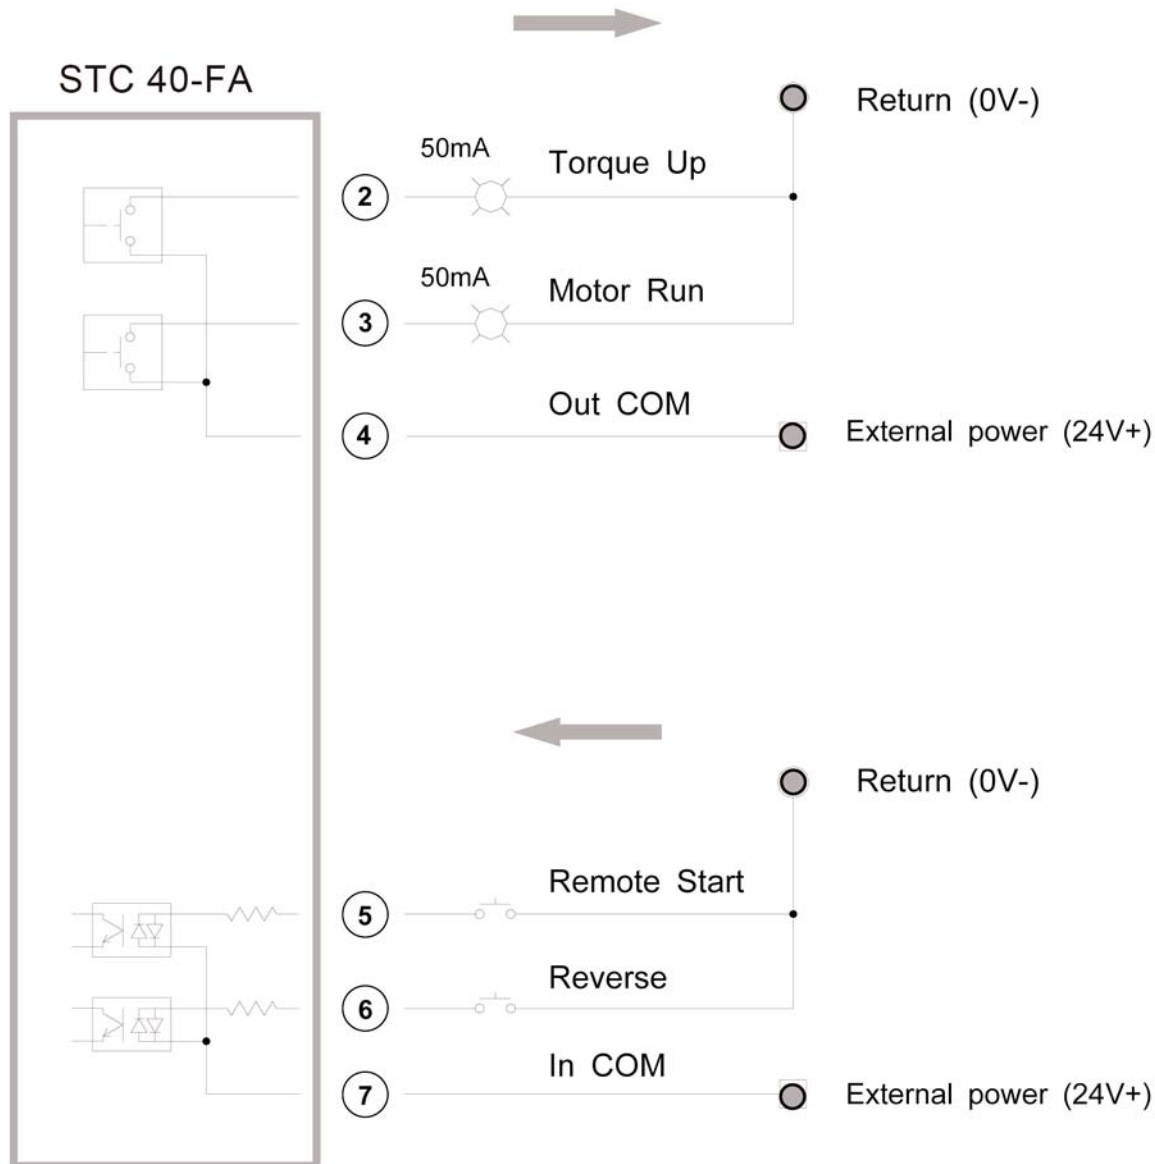 STC 40-FA
Return (0V-)
50mA
Torque Up
2
50mA
Motor Run
3
Out COM
4
External power (24V+)
Return (0V-)
Remote Start
5
Reverse
6
In COM
7
External power (24V+)